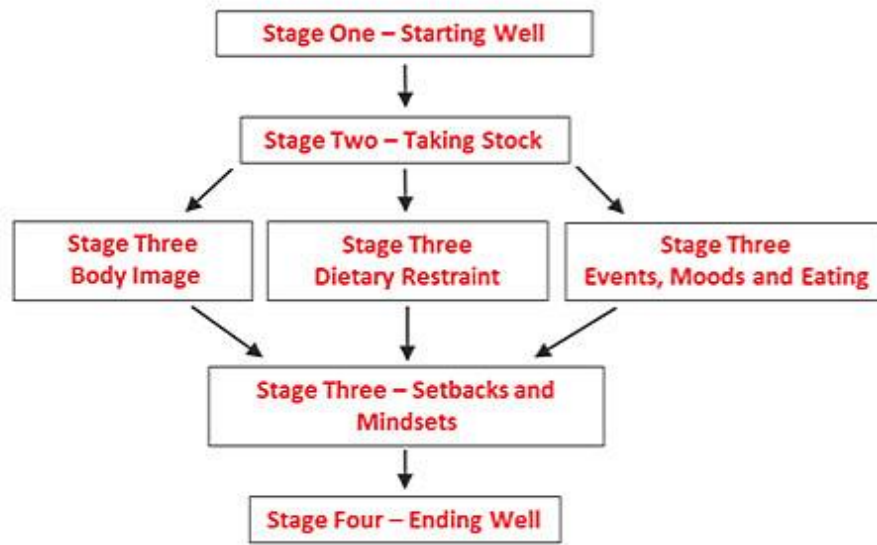 Stage One – Starting Well
Stage Two – Taking Stock
Stage Three
Body Image
Stage Three
Dietary Restraint
Stage Three
Events, Moods and Eating
Stage Three – Setbacks and
Mindsets
Stage Four – Ending Well